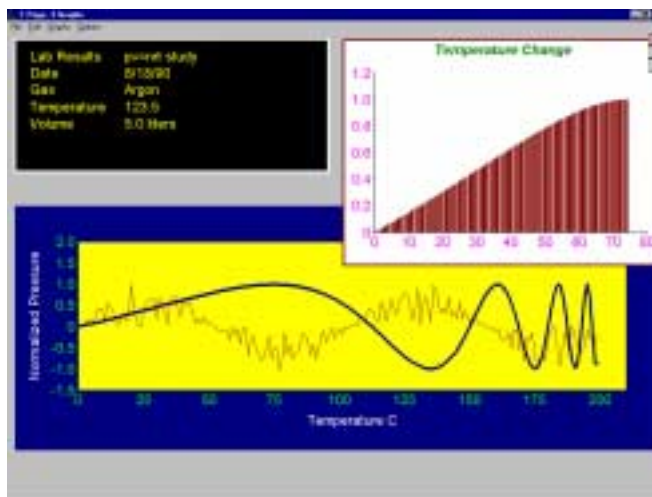 Lab Results parent study
Date 8/18/90
Gas Argon
Temperature 123.5
Volume 5.0 liters
Temperature Change
1.2
1.0
0.8
0.6
0.4
0.2
0
0 10 20 30 40 50 60 70 80
Normalized Pressure
2.0
1.5
1.0
0.5
0
-0.5
-1.0
-1.5
0 25 50 75 100 125 150 175 200
Temperature C